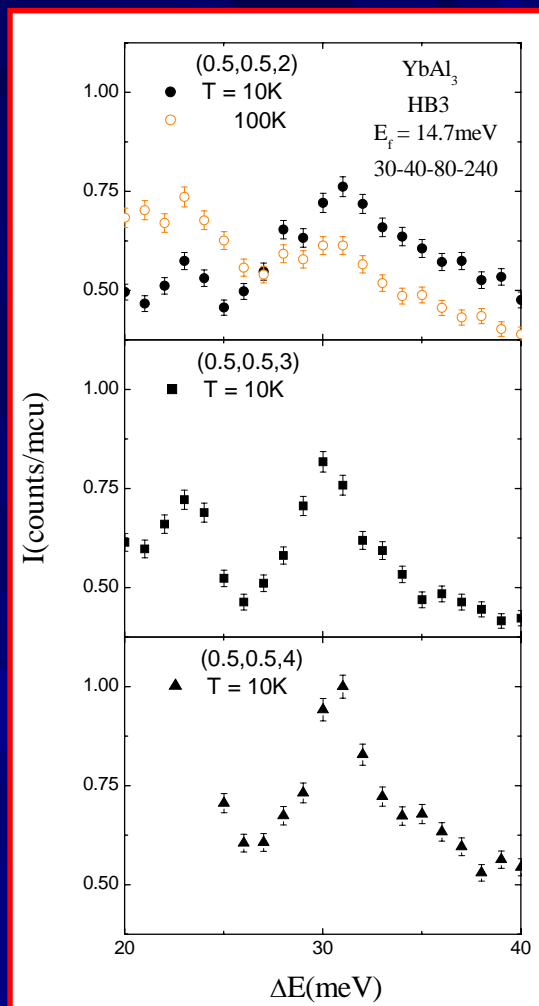 (0.5,0.5,2)
T = 10K
100K
YbAl3
HB3
Ef = 14.7meV
30-40-80-240
1.00
0.75
0.50
(0.5,0.5,3)
T = 10K
1.00
0.75
0.50
(0.5,0.5,4)
T = 10K
1.00
0.75
0.50
20 30 40
I(counts/mcu)
ΔE(meV)